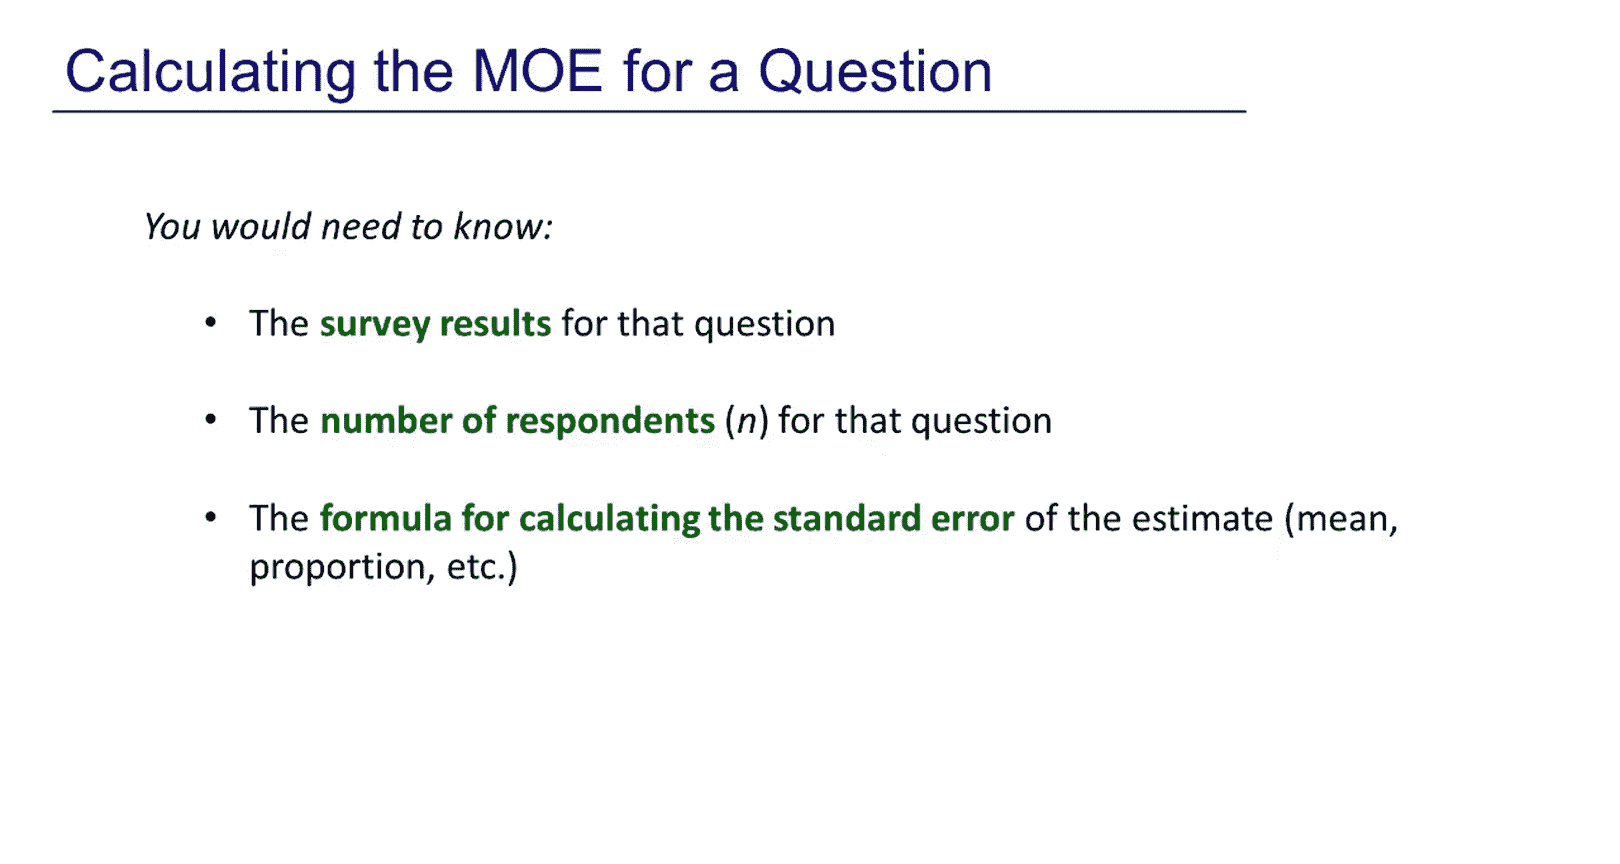 Calculating the MOE for a Question
You would need to know:
• The survey results for that question
• The number of respondents (n) for that question
• The formula for calculating the standard error of the estimate (mean,
proportion, etc.)